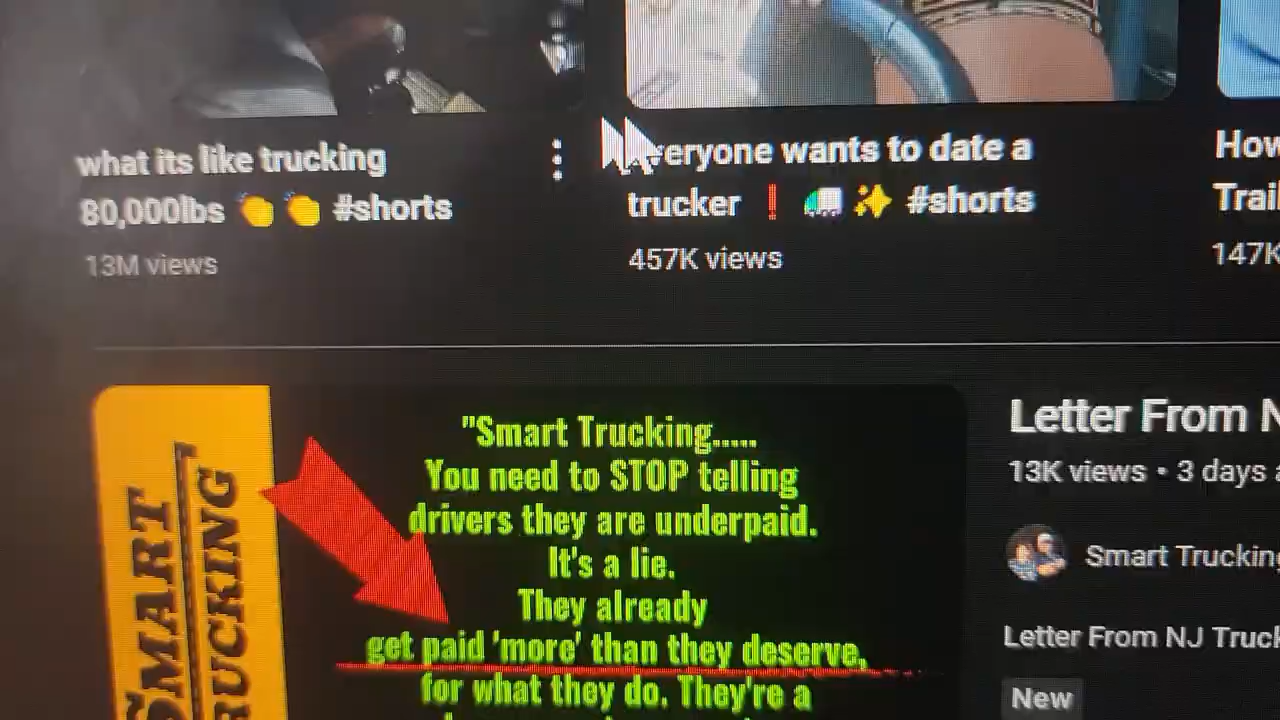 what its like trucking
80,000lbs 👏 👏 #shorts
13M views
everyone wants to date a
trucker ❗ 🚛 ✨ #shorts
457K views
How
Trail
147K
SMART
TRUCKING
"Smart Trucking.....
You need to STOP telling
drivers they are underpaid.
It's a lie.
They already
get paid 'more' than they deserve,
for what they do. They're a
Letter From N
13K views • 3 days a
Smart Trucking
Letter From NJ Truck
New